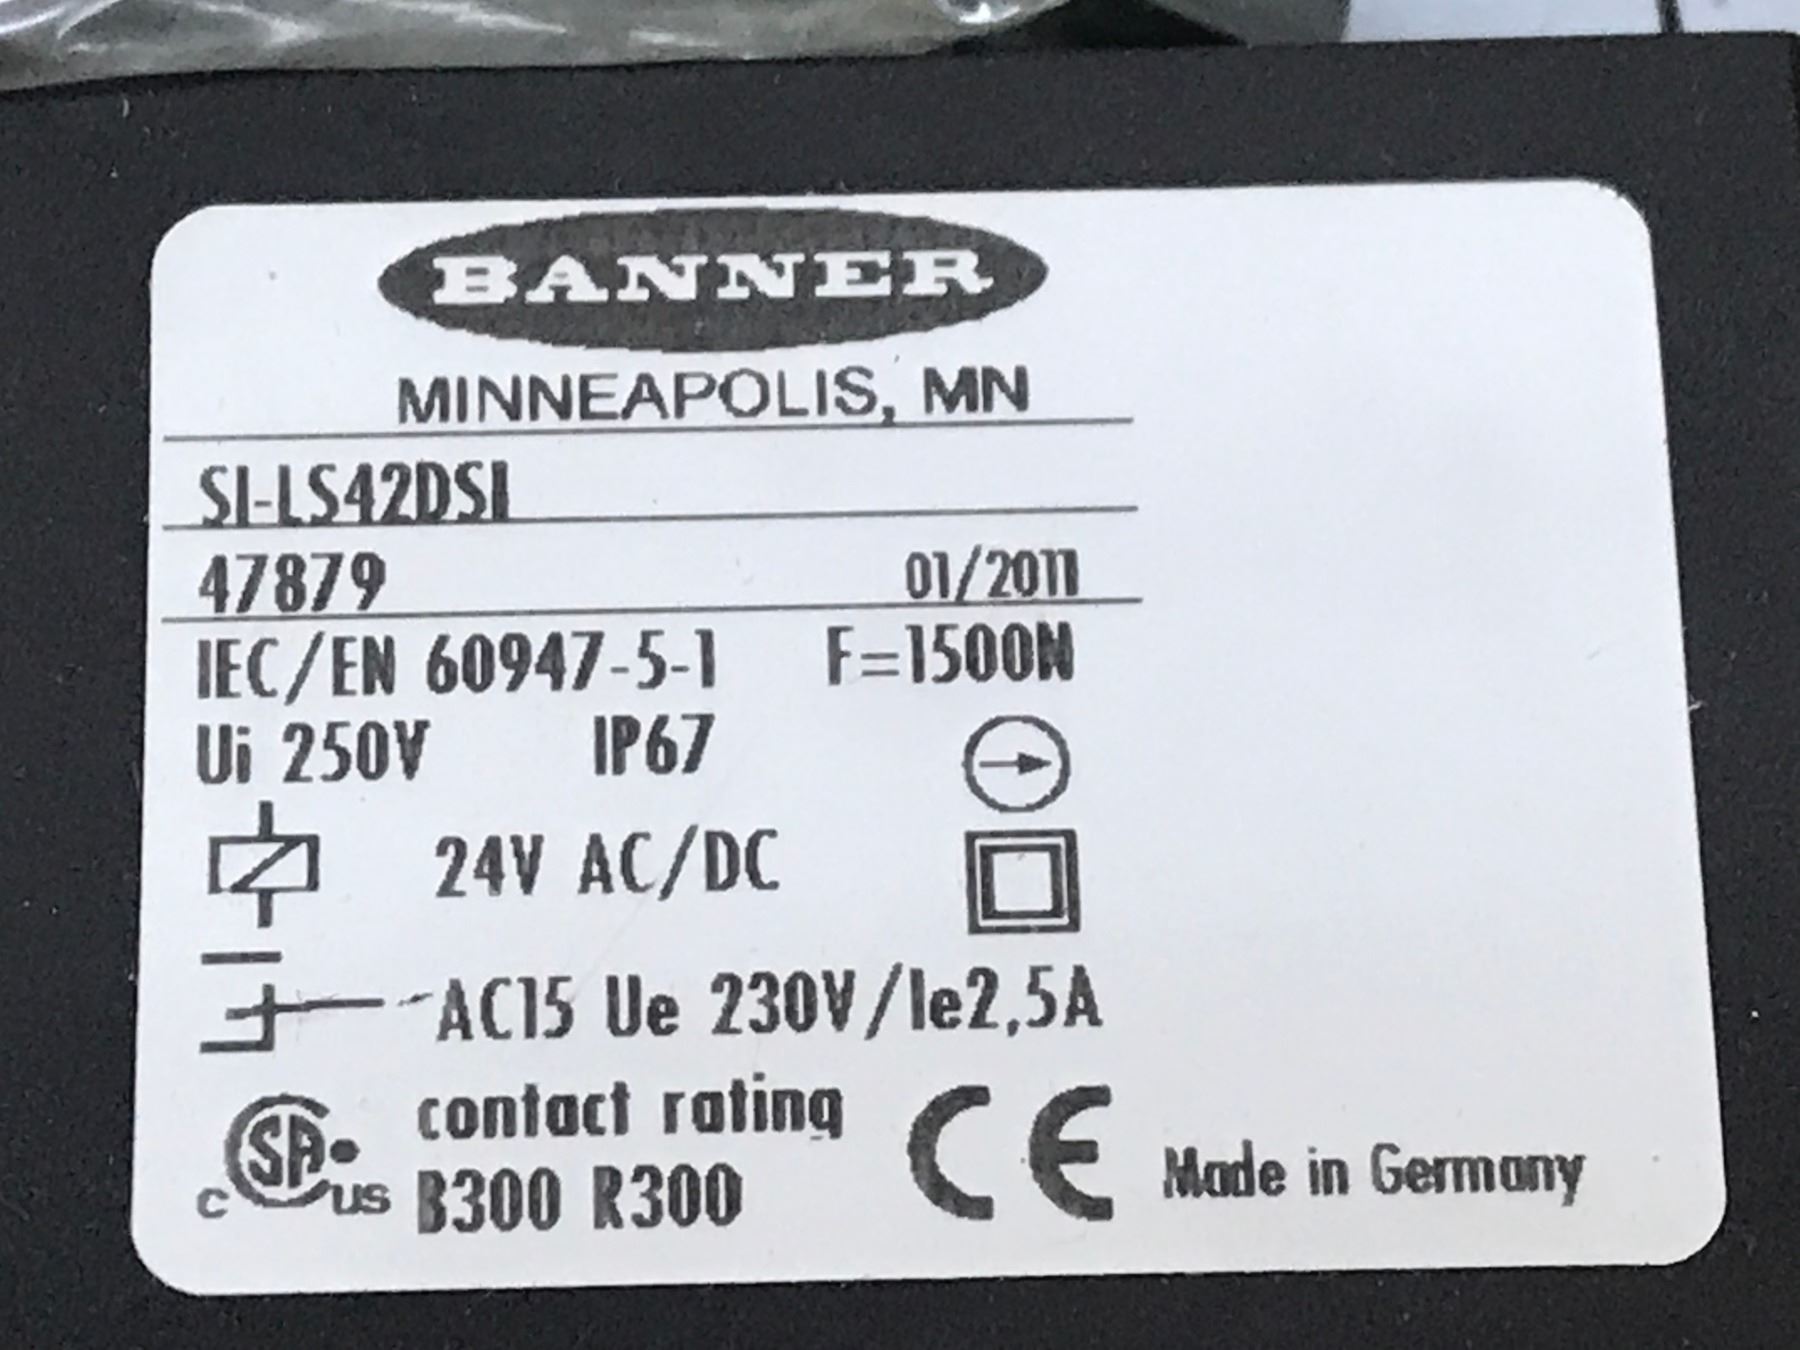 BANNER
MINNEAPOLIS, MN
SI-LS42DSI
47879 01/2011
IEC/EN 60947-5-1 F=1500N
Ui 250V IP67
24V AC/DC
AC15 Ue 230V/Ie2,5A
contact rating
B300 R300
c SA US
CE
Made in Germany